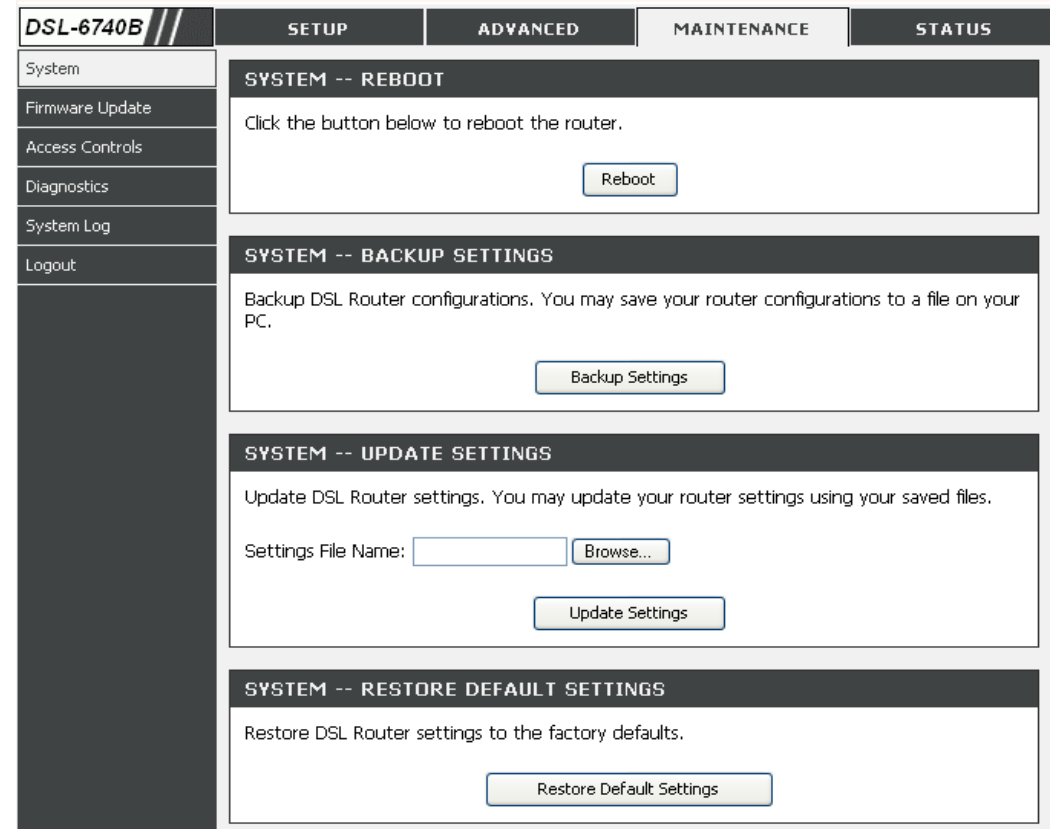 DSL-6740B
SETUP
ADVANCED
MAINTENANCE
STATUS
System
Firmware Update
Access Controls
Diagnostics
System Log
Logout
SYSTEM -- REBOOT
Click the button below to reboot the router.
Reboot
SYSTEM -- BACKUP SETTINGS
Backup DSL Router configurations. You may save your router configurations to a file on your
PC.
Backup Settings
SYSTEM -- UPDATE SETTINGS
Update DSL Router settings. You may update your router settings using your saved files.
Settings File Name:
Browse...
Update Settings
SYSTEM -- RESTORE DEFAULT SETTINGS
Restore DSL Router settings to the factory defaults.
Restore Default Settings